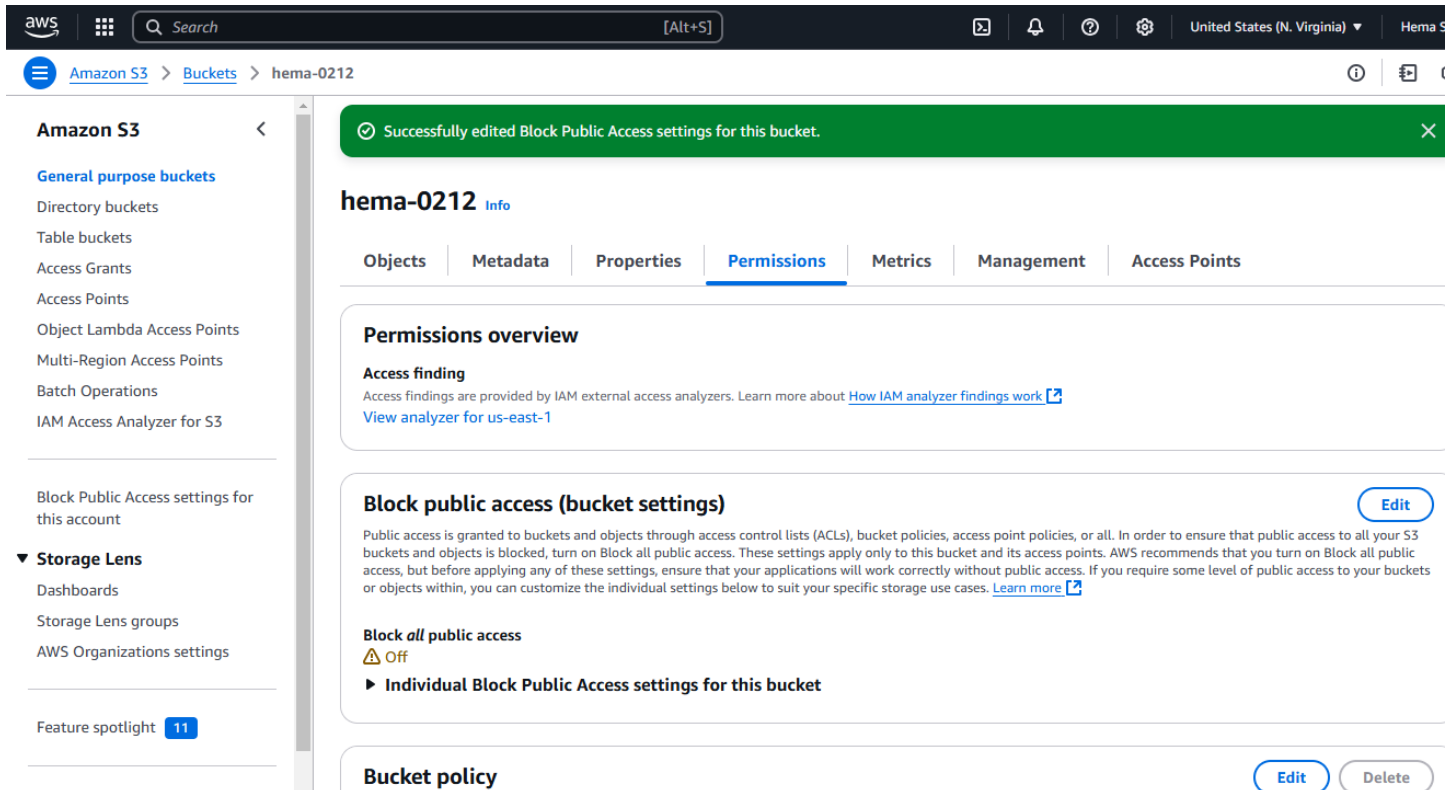 aws
Search [Alt+S]
United States (N. Virginia) ▼
Hema S
Amazon S3 > Buckets > hema-0212
Amazon S3
General purpose buckets
Directory buckets
Table buckets
Access Grants
Access Points
Object Lambda Access Points
Multi-Region Access Points
Batch Operations
IAM Access Analyzer for S3
Block Public Access settings for
this account
Storage Lens
Dashboards
Storage Lens groups
AWS Organizations settings
Feature spotlight 11
Successfully edited Block Public Access settings for this bucket.
hema-0212 Info
Objects Metadata Properties Permissions Metrics Management Access Points
Permissions overview
Access finding
Access findings are provided by IAM external access analyzers. Learn more about How IAM analyzer findings work
View analyzer for us-east-1
Block public access (bucket settings)
Edit
Public access is granted to buckets and objects through access control lists (ACLs), bucket policies, access point policies, or all. In order to ensure that public access to all your S3
buckets and objects is blocked, turn on Block all public access. These settings apply only to this bucket and its access points. AWS recommends that you turn on Block all public
access, but before applying any of these settings, ensure that your applications will work correctly without public access. If you require some level of public access to your buckets
or objects within, you can customize the individual settings below to suit your specific storage use cases. Learn more
Block all public access
Off
Individual Block Public Access settings for this bucket
Bucket policy
Edit Delete